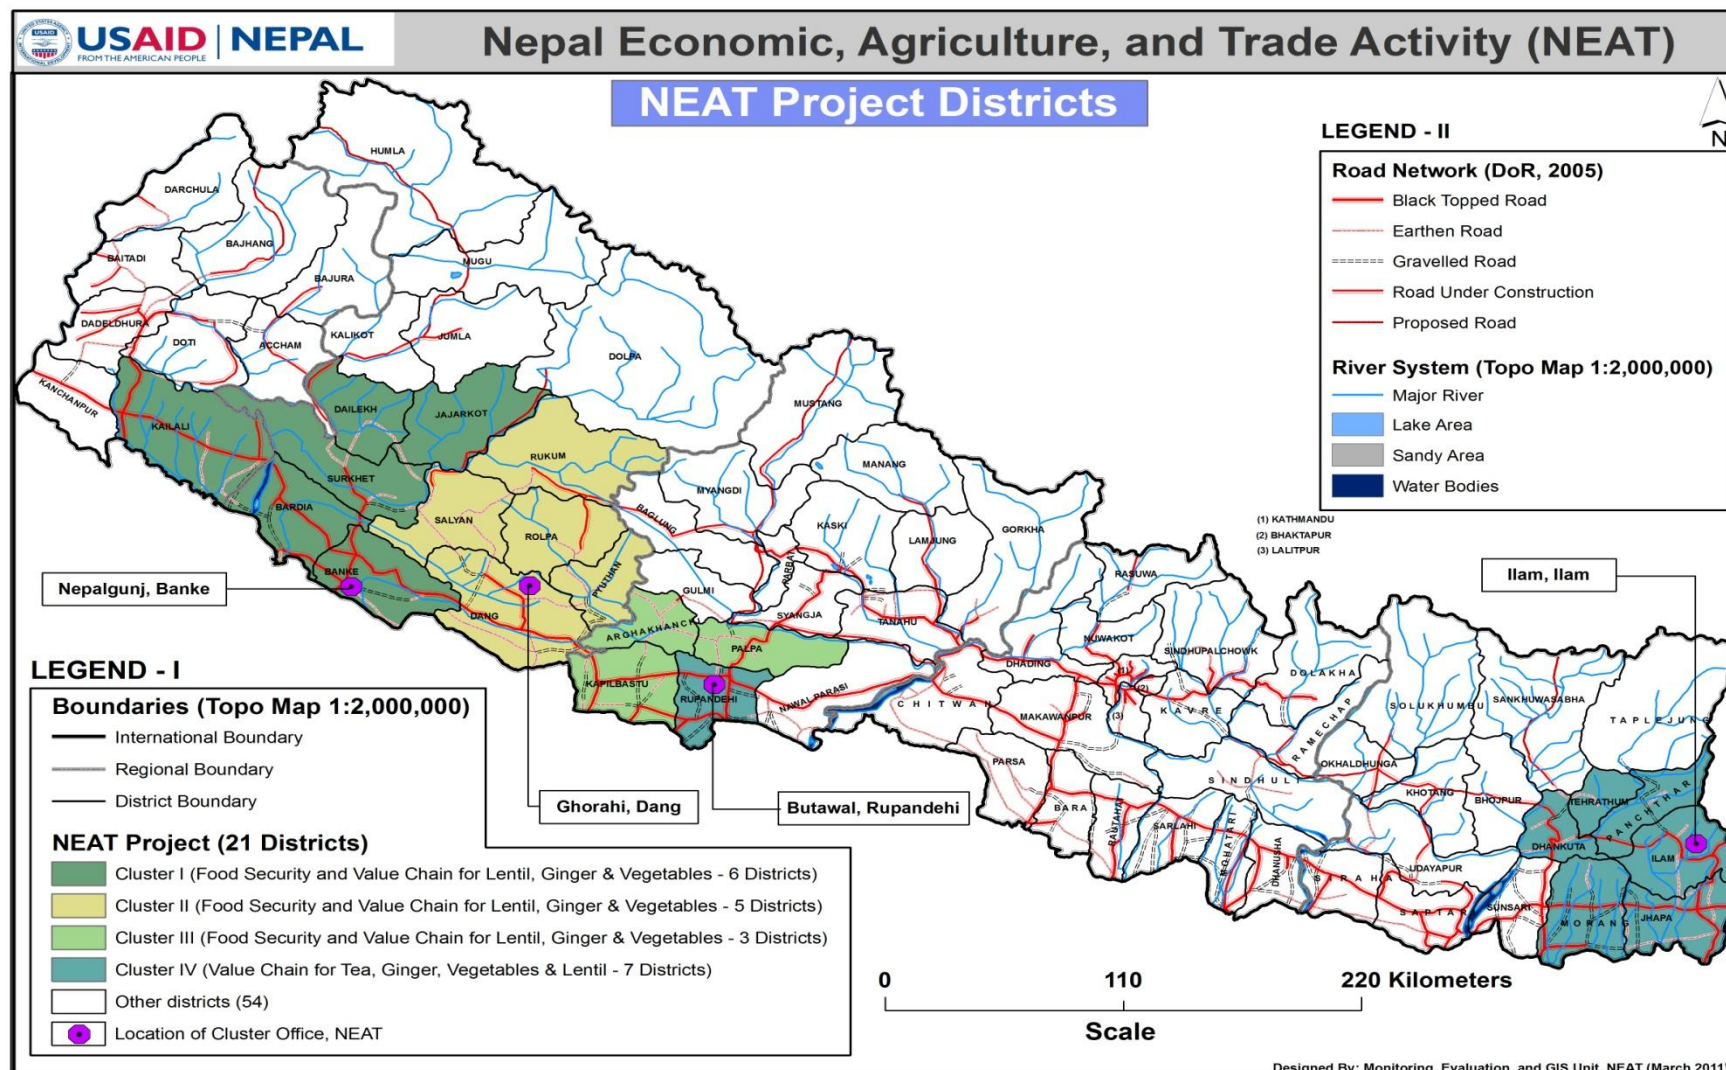 USAID | NEPAL
FROM THE AMERICAN PEOPLE
Nepal Economic, Agriculture, and Trade Activity (NEAT)
NEAT Project Districts
N
LEGEND - II
Road Network (DoR, 2005)
Black Topped Road
Earthen Road
Gravelled Road
Road Under Construction
Proposed Road
River System (Topo Map 1:2,000,000)
Major River
Lake Area
Sandy Area
Water Bodies
(1) KATHMANDU
(2) BHAKTAPUR
(3) LALITPUR
HUMLA
DARCHULA
BAJHANG
BAITADI
BAJURA
MUGU
DADELDHURA
DOTI
ACCHAM
KALIKOT
JUMLA
DOLPA
KANCHANPUR
KAILALI
DAILEKH
JAJARKOT
MUSTANG
RUKUM
MANANG
SURKHET
MYANGDI
BARDIA
SALYAN
BAGLUNG
KASKI
GORKHA
ROLPA
LAMJUNG
BANKE
PYUTHAN
PARBAT
RASUWA
GULMI
DANG
SYANGJA
TANAHU
ARGHAKHANCHI
NUWAKOT
PALPA
SINDHUPALCHOWK
DHADING
(1)
(2)
(3)
DOLAKHA
KAPILBASTU
RUPANDEHI
NAWALPARASI
CHITWAN
MAKAWANPUR
KAVRE
RAMECHAP
SOLUKHUMBU
SANKHUWASABHA
TAPLEJUNG
PARSA
SINDHULI
OKHALDHUNGA
KHOTANG
BHOJPUR
TEHRATHUM
PANCHTHAR
BARA
RAUTAHAT
SARLAHI
MOHATARI
DHANUSHA
SIRAHA
UDAYAPUR
DHANKUTA
ILAM
SAPTARI
SUNSARI
MORANG
JHAPA
Nepalgunj, Banke
Ghorahi, Dang
Butawal, Rupandehi
Ilam, Ilam
LEGEND - I
Boundaries (Topo Map 1:2,000,000)
International Boundary
Regional Boundary
District Boundary
NEAT Project (21 Districts)
Cluster I (Food Security and Value Chain for Lentil, Ginger & Vegetables - 6 Districts)
Cluster II (Food Security and Value Chain for Lentil, Ginger & Vegetables - 5 Districts)
Cluster III (Food Security and Value Chain for Lentil, Ginger & Vegetables - 3 Districts)
Cluster IV (Value Chain for Tea, Ginger, Vegetables & Lentil - 7 Districts)
Other districts (54)
Location of Cluster Office, NEAT
0 110 220 Kilometers
Scale
Designed By: Monitoring, Evaluation, and GIS Unit, NEAT (March 2011)